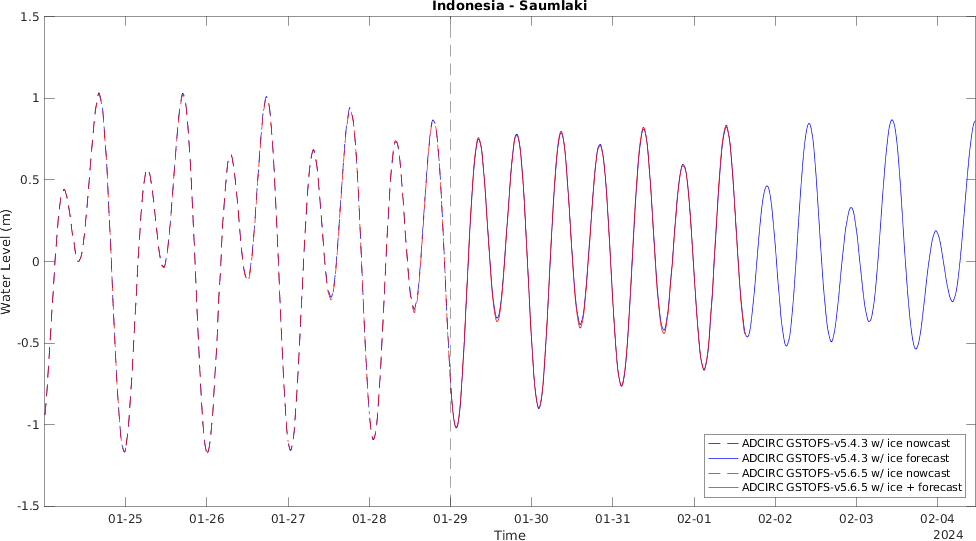 Indonesia - Saumlaki
1.5
1
0.5
0
-0.5
-1
-1.5
Water Level (m)
ADCIRC GSTOFS-v5.4.3 w/ ice nowcast
ADCIRC GSTOFS-v5.4.3 w/ ice forecast
ADCIRC GSTOFS-v5.6.5 w/ ice nowcast
ADCIRC GSTOFS-v5.6.5 w/ ice + forecast
01-25 01-26 01-27 01-28 01-29 01-30 01-31 02-01 02-02 02-03 02-04
Time
2024